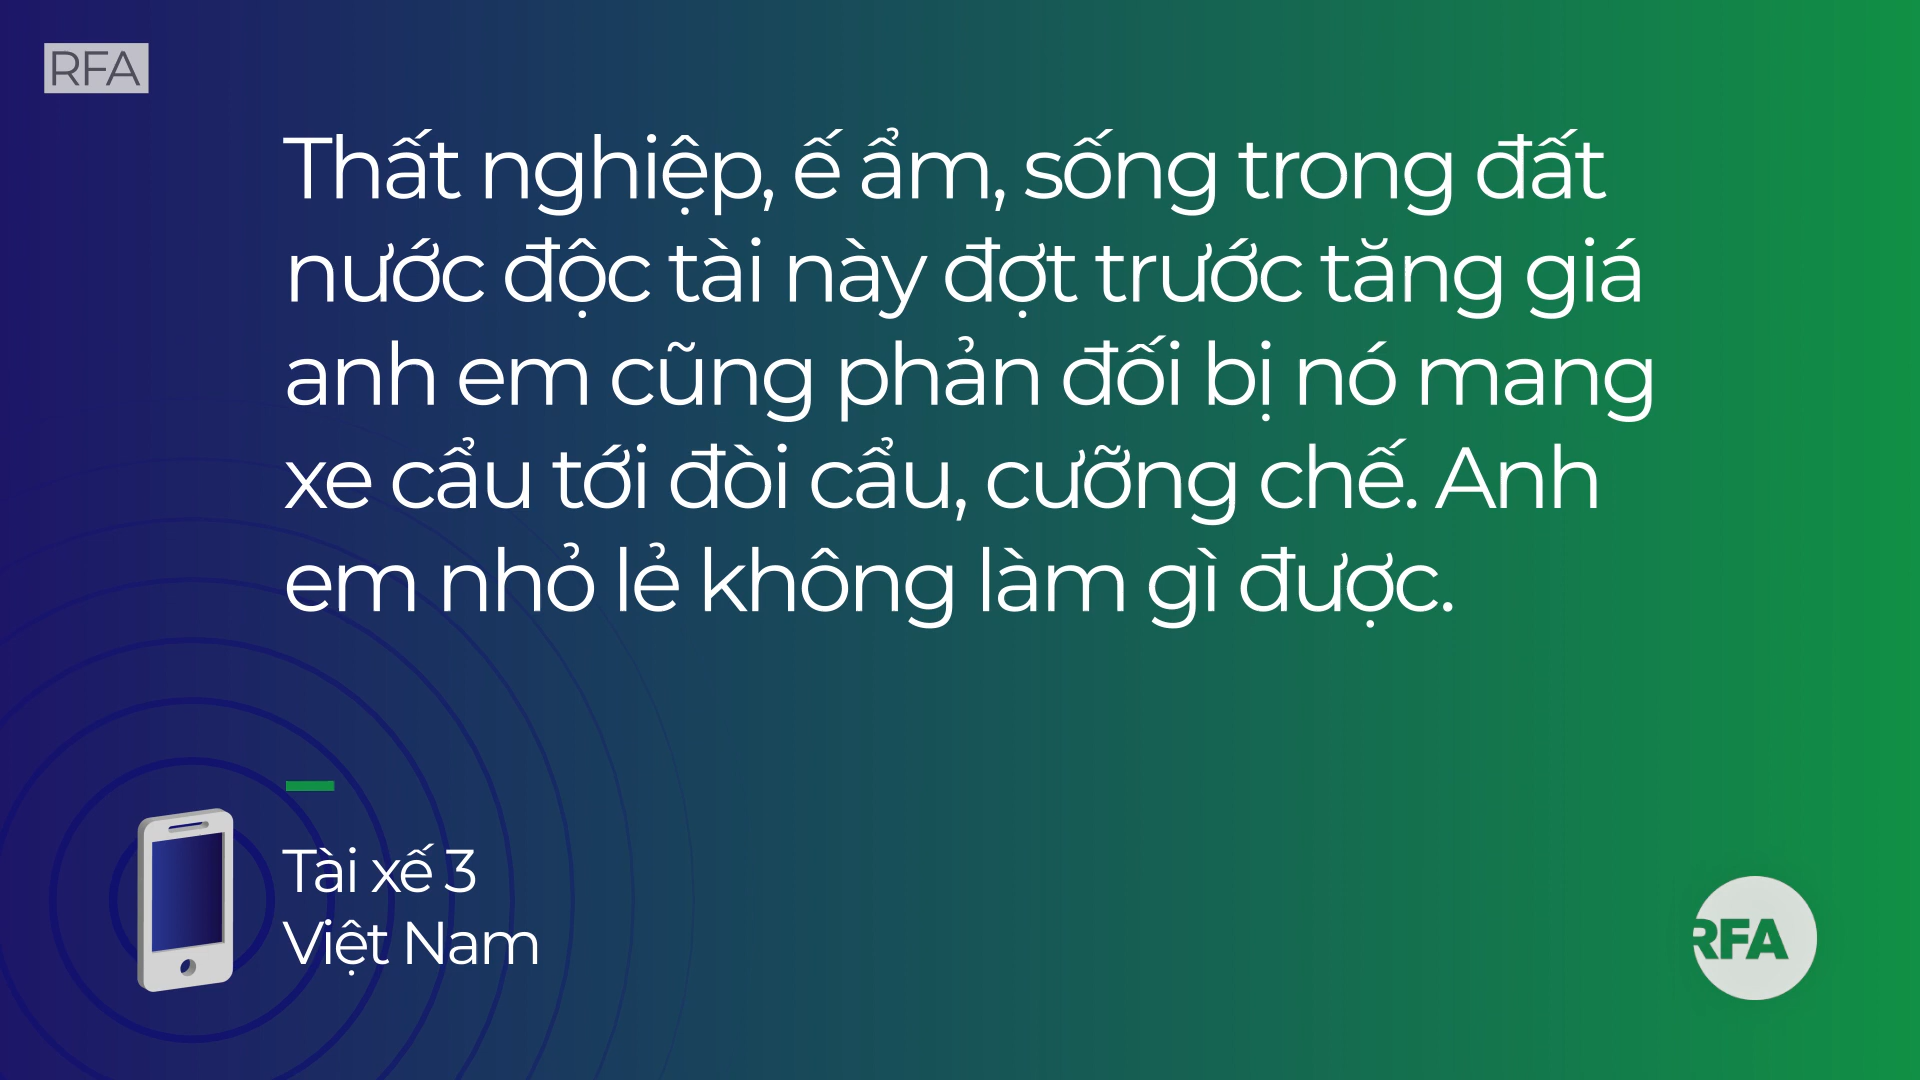 RFA
Thất nghiệp, ế ẩm, sống trong đất
nước độc tài này đợt trước tăng giá
anh em cũng phản đối bị nó mang
xe cẩu tới đòi cẩu, cưỡng chế. Anh
em nhỏ lẻ không làm gì được.
Tài xế 3
Việt Nam
RFA